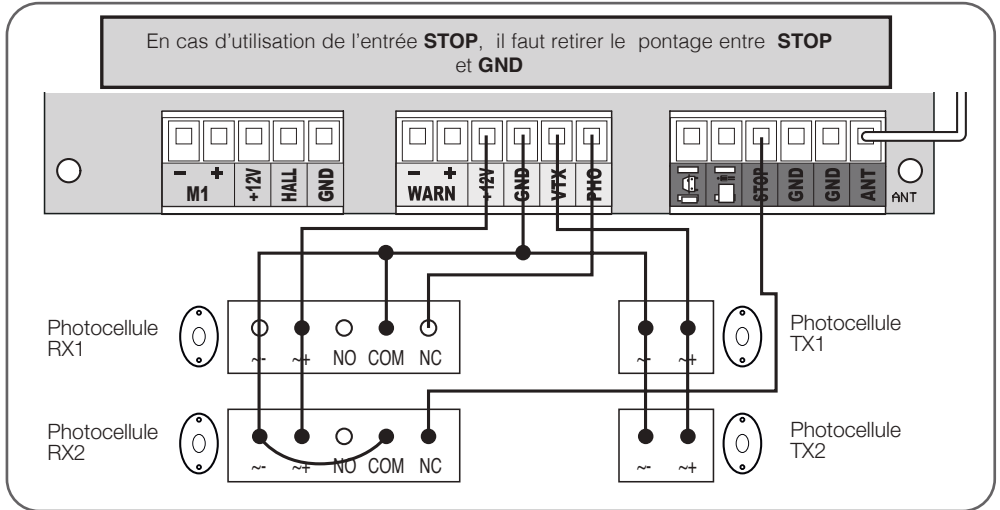 En cas d'utilisation de l'entrée STOP, il faut retirer le pontage entre STOP
et GND
- + +12V HALL GND
M1
- + +12V GND VTX PHO
WARN
STOP GND GND ANT
ANT
Photocellule
RX1
~- ~+ NO COM NC
Photocellule
TX1
~- ~+
Photocellule
RX2
~- ~+ NO COM NC
Photocellule
TX2
~- ~+